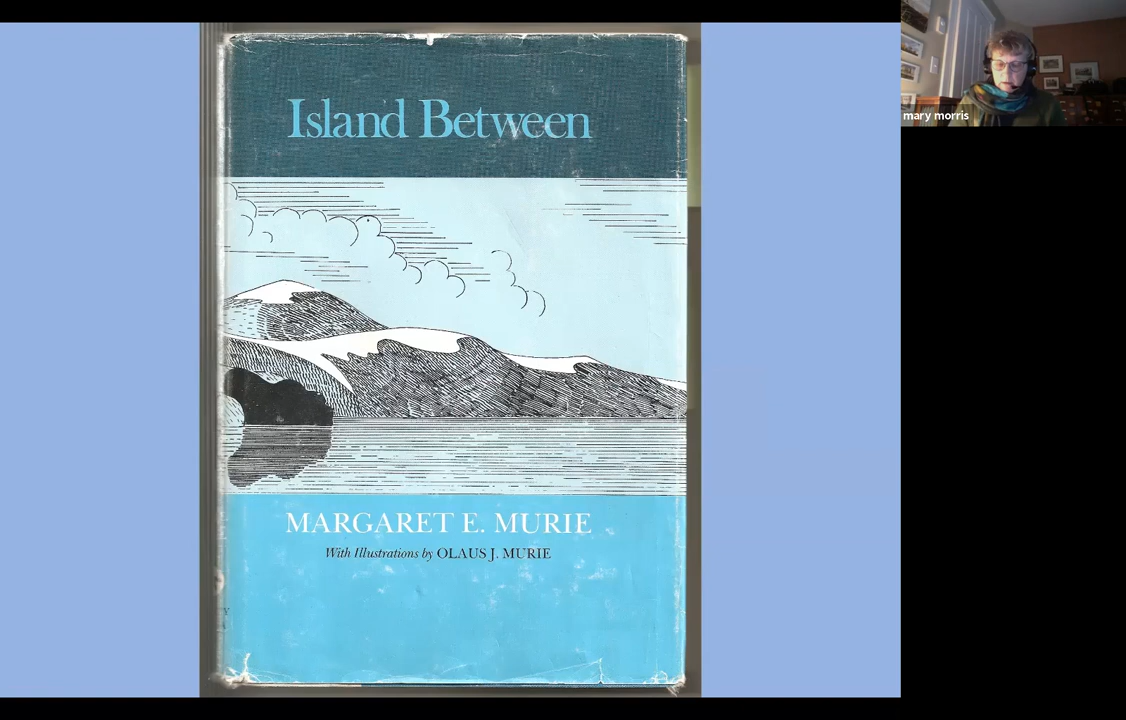 Island Between
MARGARET E. MURIE
With Illustrations by OLAUS J. MURIE
mary morris